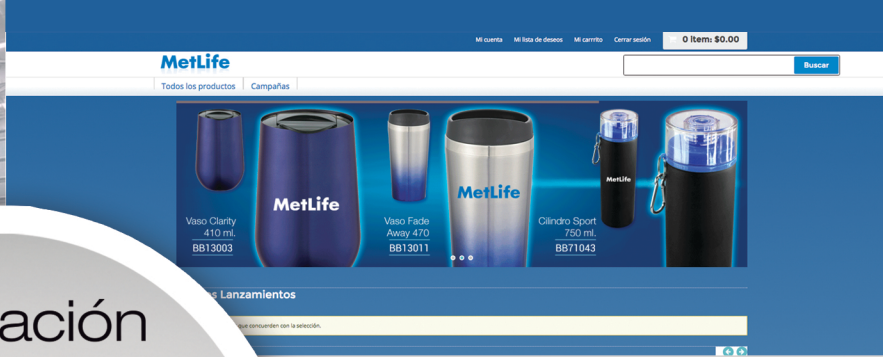 Mi cuenta Mi lista de deseos Mi carrrito Cerrar sesión 0 item: $0.00
MetLife
Buscar
Todos los productos Campañas
MetLife
MetLife
MetLife
Vaso Clarity
410 ml.
BB13003
Vaso Fade
Away 470
BB13011
Cilindro Sport
750 ml.
BB71043
Lanzamientos
que concuerden con la selección.
ación